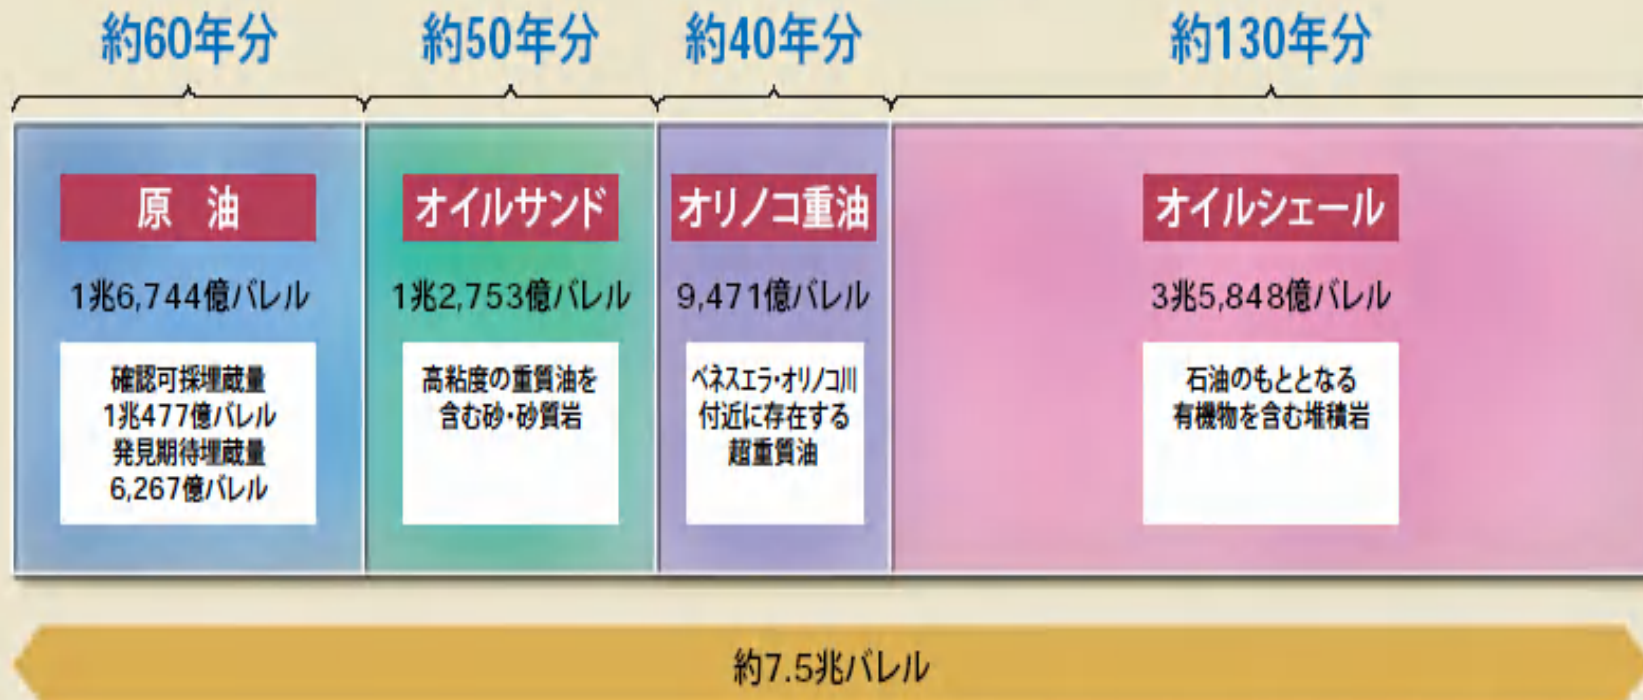 約60年分
約50年分
約40年分
約130年分
原 油
オイルサンド
オリノコ重油
オイルシェール
1兆6,744億バレル
1兆2,753億バレル
9,471億バレル
3兆5,848億バレル
確認可採埋蔵量
1兆477億バレル
発見期待埋蔵量
6,267億バレル
高粘度の重質油を
含む砂・砂質岩
ベネスエラ・オリノコ川
付近に存在する
超重質油
石油のもととなる
有機物を含む堆積岩
約7.5兆バレル